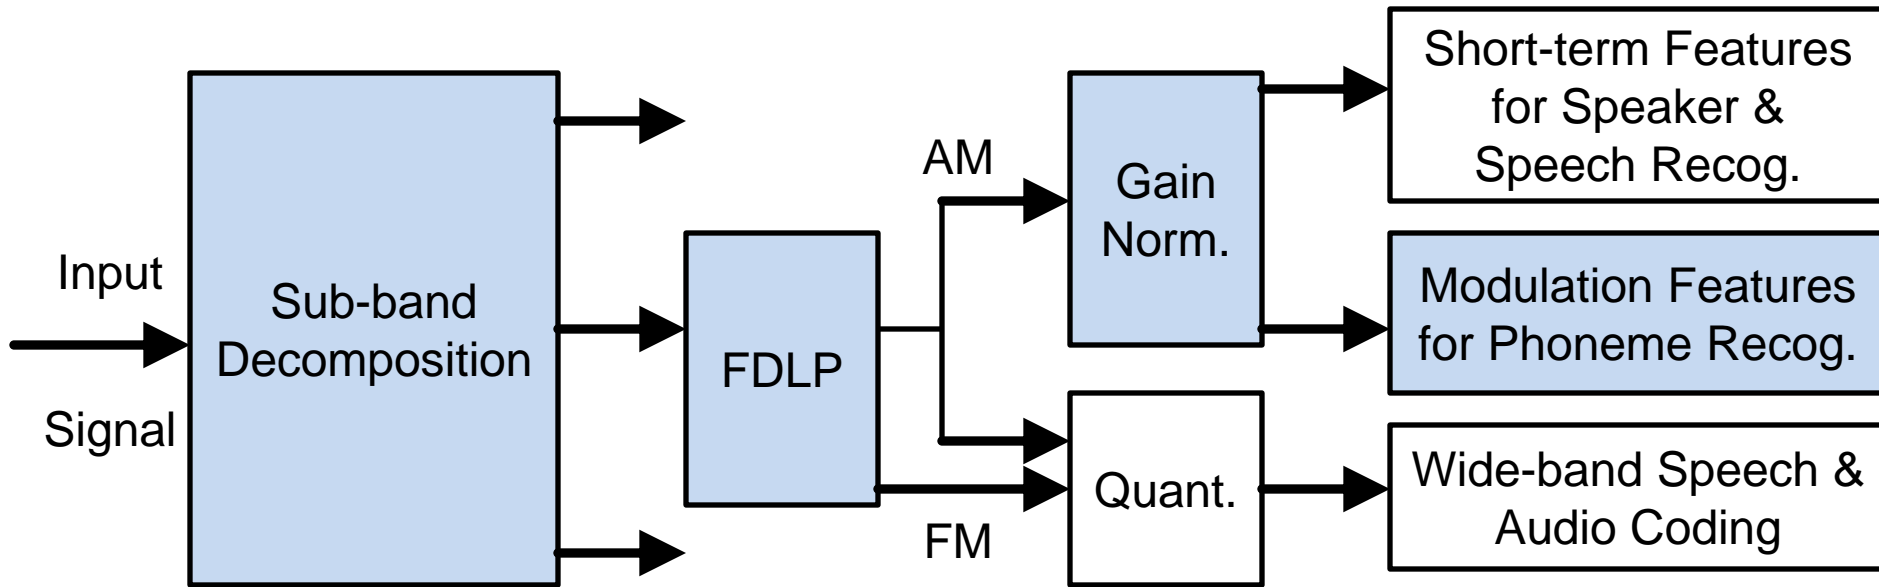 Input
Signal
Sub-band
Decomposition
FDLP
AM
FM
Gain
Norm.
Quant.
Short-term Features
for Speaker &
Speech Recog.
Modulation Features
for Phoneme Recog.
Wide-band Speech &
Audio Coding